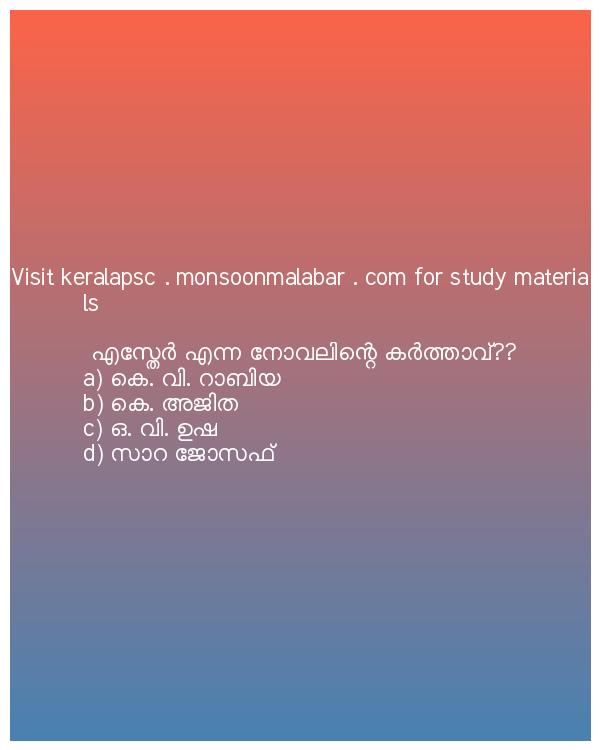 Visit keralapsc . monsoonmalabar . com for study materia
ls
എസ്തേർ എന്ന നോവലിന്റെ കർത്താവ്??
a) കെ. വി. റാബിയ
b) കെ. അജിത
c) ഒ. വി. ഉഷ
d) സാറ ജോസഫ്